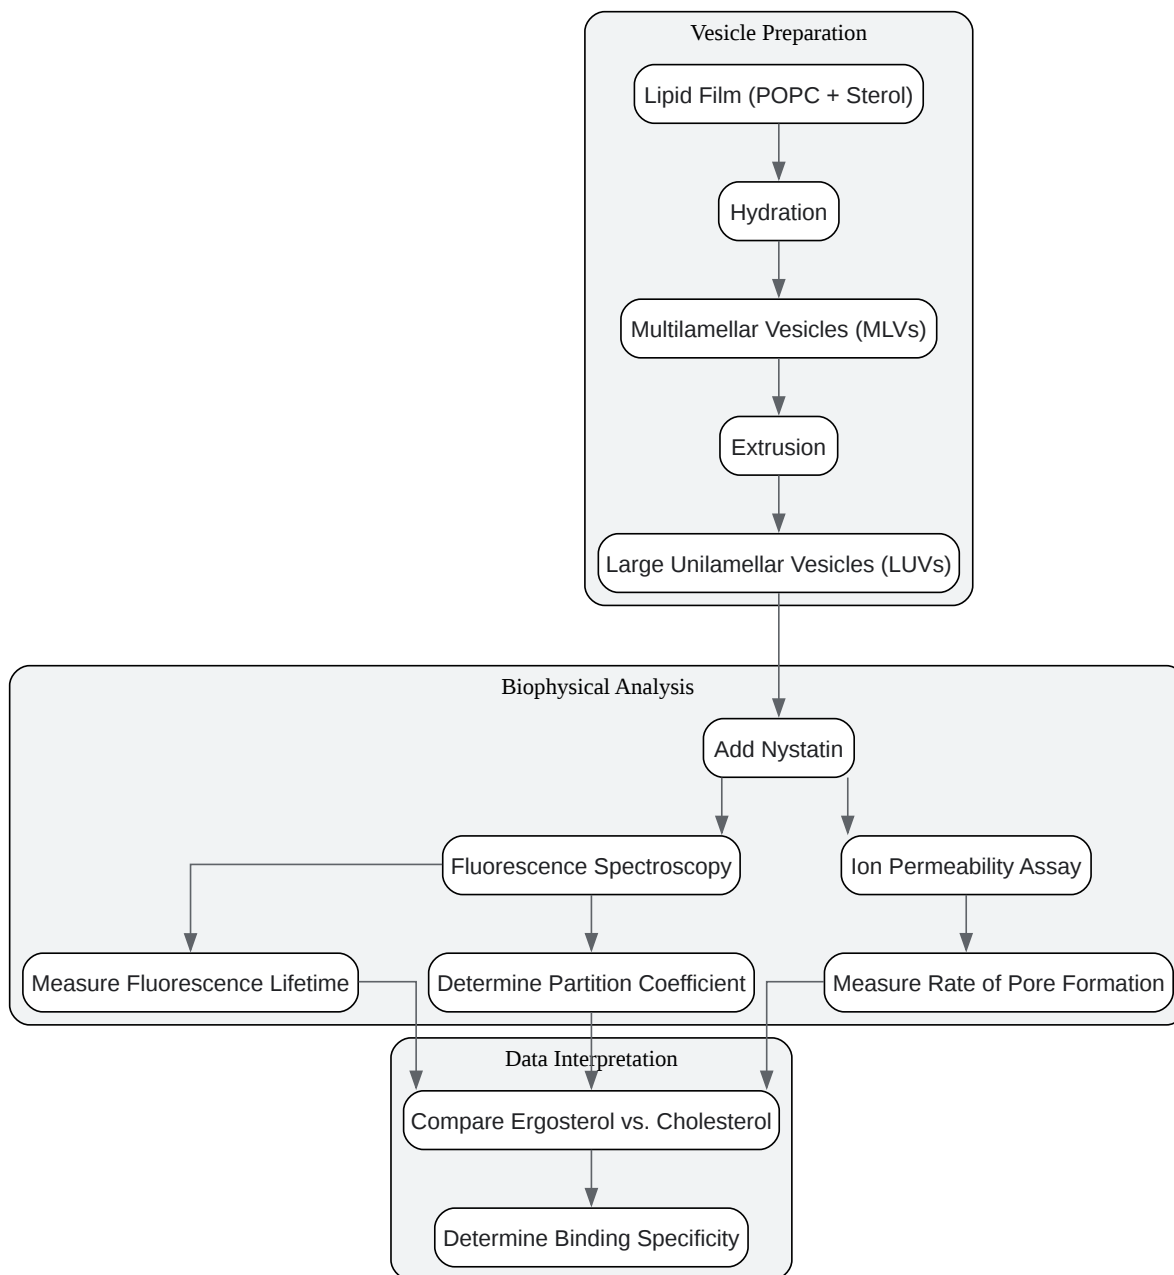 Vesicle Preparation
Lipid Film (POPC + Sterol)
Hydration
Multilamellar Vesicles (MLVs)
Extrusion
Large Unilamellar Vesicles (LUVs)
Biophysical Analysis
Add Nystatin
Fluorescence Spectroscopy
Ion Permeability Assay
Measure Fluorescence Lifetime
Determine Partition Coefficient
Measure Rate of Pore Formation
Data Interpretation
Compare Ergosterol vs. Cholesterol
Determine Binding Specificity